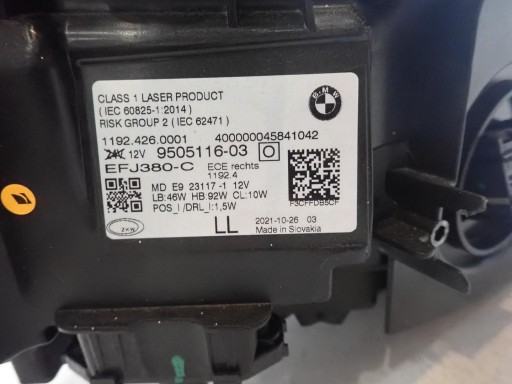 BMW
CLASS 1 LASER PRODUCT
( IEC 60825-1:2014 )
RISK GROUP 2 ( IEC 62471 )
1192.426.0001 400000045841042
24V 12V 9505116-03
EFJ380-C ECE rechts
1192.4
MD E9 23117 -1 12V
LB:46W HB:92W CL:10W
POS_I /DRL_I:1,5W
F3CFFDB5CF
ZKW
LL
2021-10-26 03
Made in Slovakia